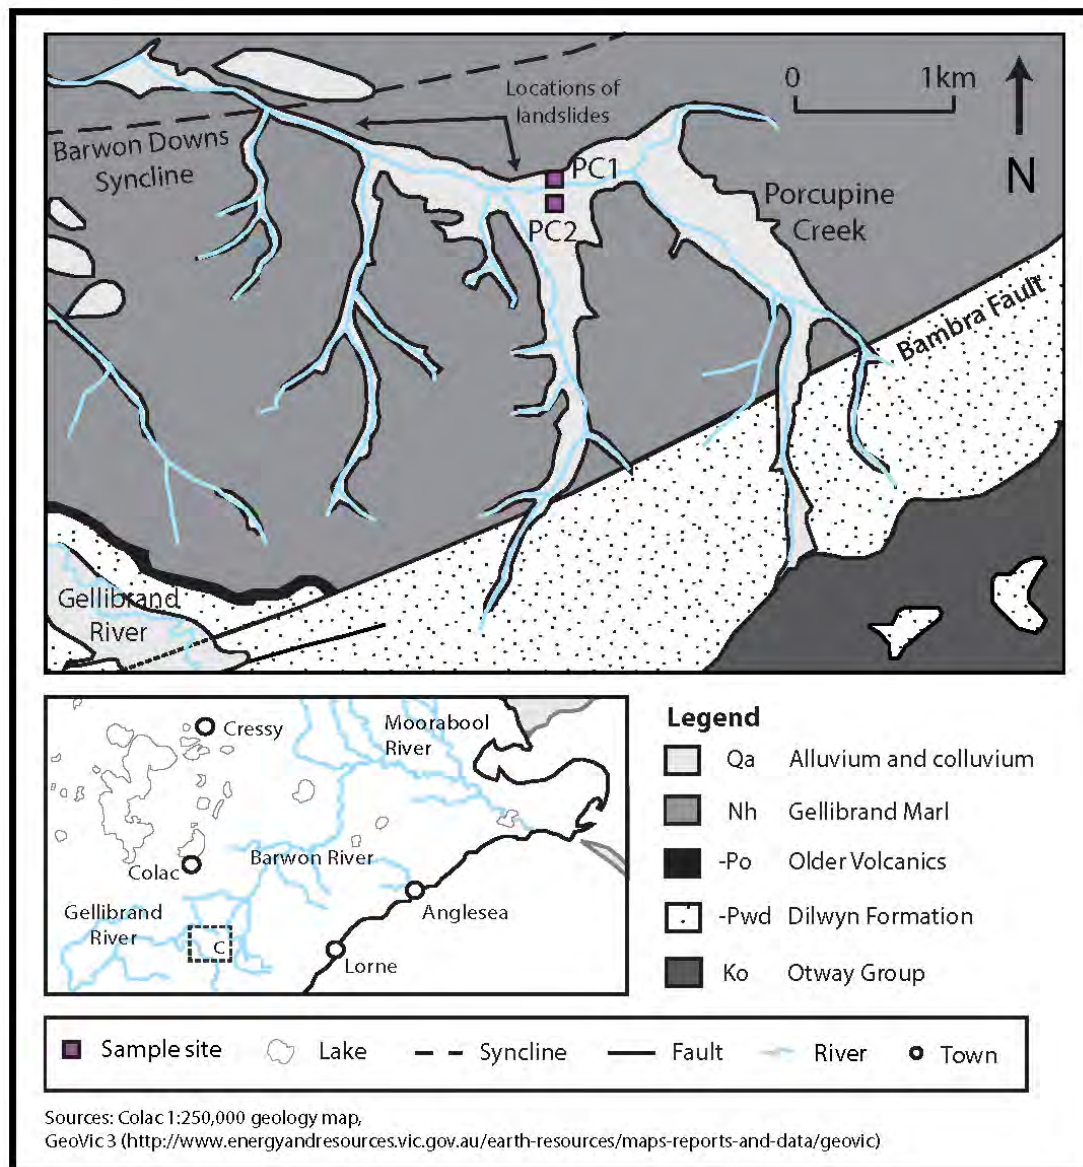 Locations of
landslides
0 1km
N
Barwon Downs
Syncline
PC1
PC2
Porcupine
Creek
Bambra Fault
Gellibrand
River
Cressy
Moorabool
River
Colac
Barwon River
Anglesea
Gellibrand
River
C
Lorne
Legend
Qa Alluvium and colluvium
Nh Gellibrand Marl
-Po Older Volcanics
-Pwd Dilwyn Formation
Ko Otway Group
Sample site Lake Syncline Fault River Town
Sources: Colac 1:250,000 geology map,
GeoVic 3 (http://www.energyandresources.vic.gov.au/earth-resources/maps-reports-and-data/geovic)